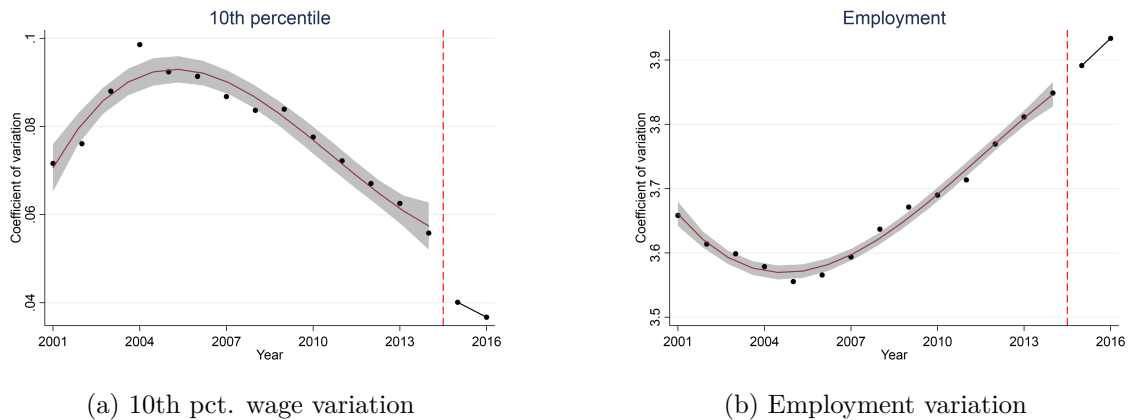 10th percentile
Coefficient of variation
.1
.08
.06
.04
2001
2004
2007
2010
2013
2016
Year
(a) 10th pct. wage variation
Employment
Coefficient of variation
3.9
3.8
3.7
3.6
3.5
2001
2004
2007
2010
2013
2016
Year
(b) Employment variation